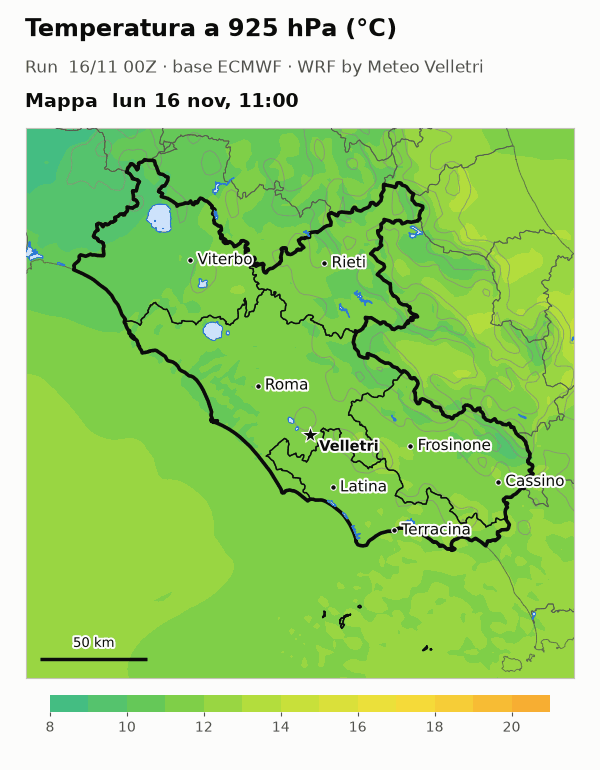 Temperatura a 925 hPa (°C)
Run 16/11 00Z · base ECMWF · WRF by Meteo Velletri
Mappa lun 16 nov, 11:00
Viterbo
Rieti
Roma
Velletri
Frosinone
Latina
Cassino
Terracina
50 km
8 10 12 14 16 18 20